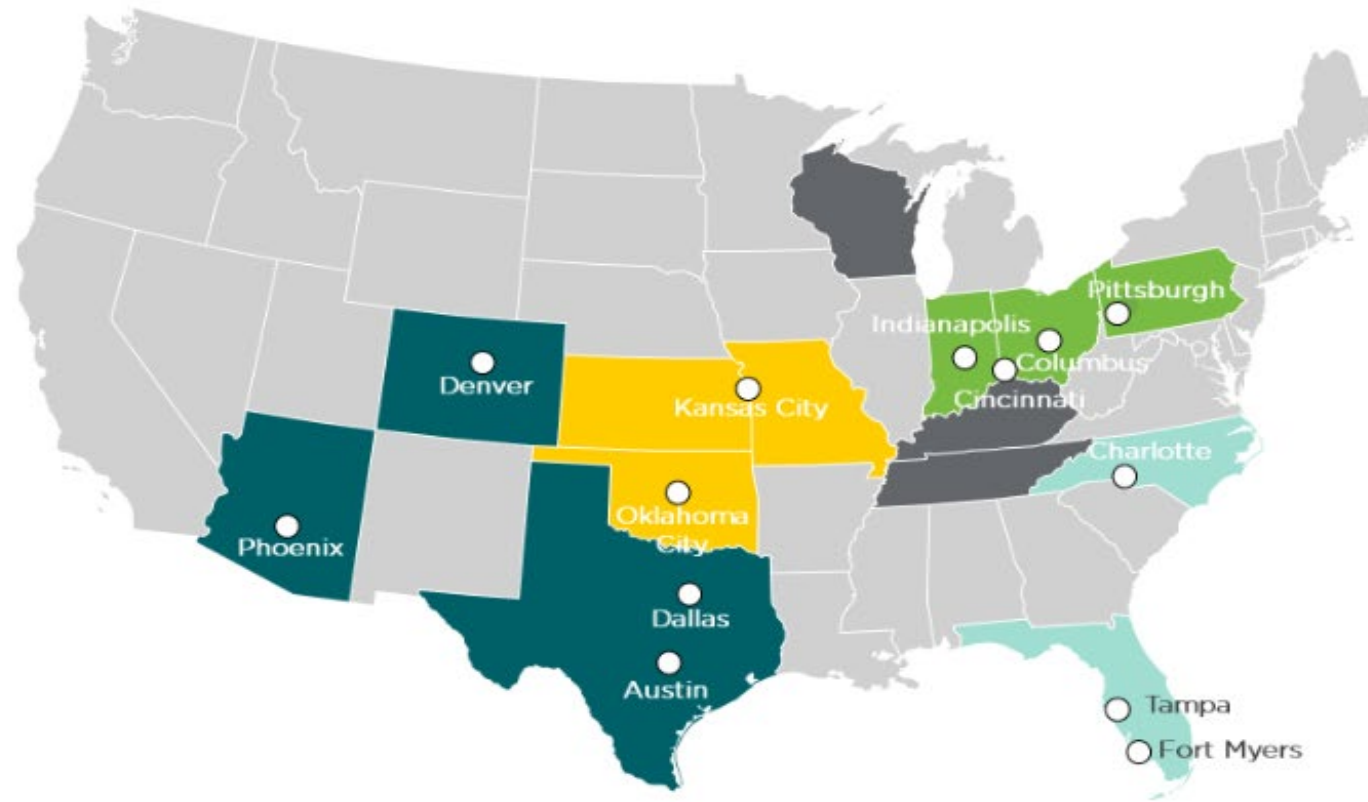 Pittsburgh
Indianapolis
Columbus
Denver
Cincinnati
Kansas City
Charlotte
Oklahoma
City
Phoenix
Dallas
Austin
Tampa
Fort Myers